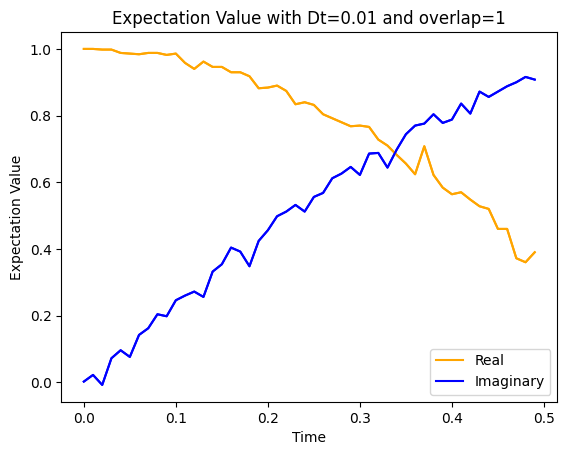 Expectation Value with Dt=0.01 and overlap=1
Expectation Value
1.0
0.8
0.6
0.4
0.2
0.0
Real
Imaginary
0.0 0.1 0.2 0.3 0.4 0.5
Time